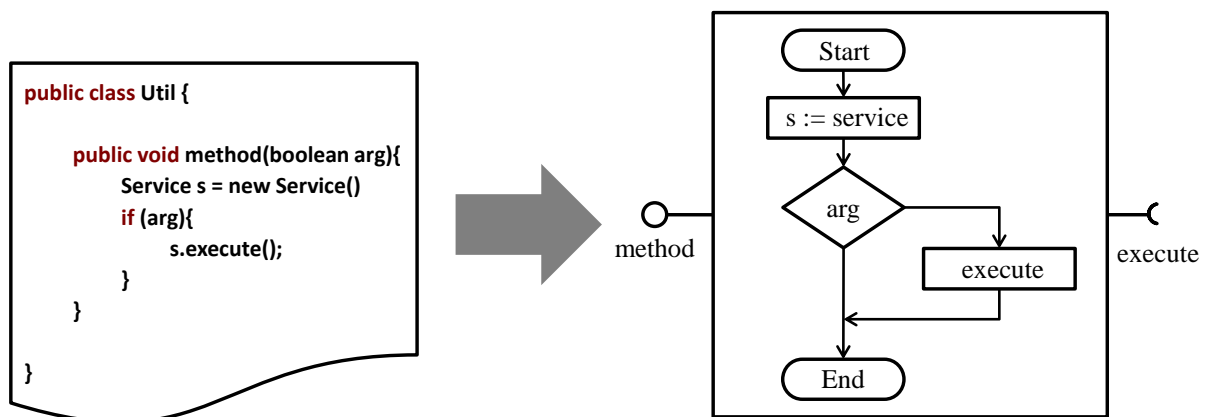 public class Util {
public void method(boolean arg){
Service s = new Service()
if (arg){
s.execute();
}
}
}
Start
s := service
arg
execute
End
method
execute